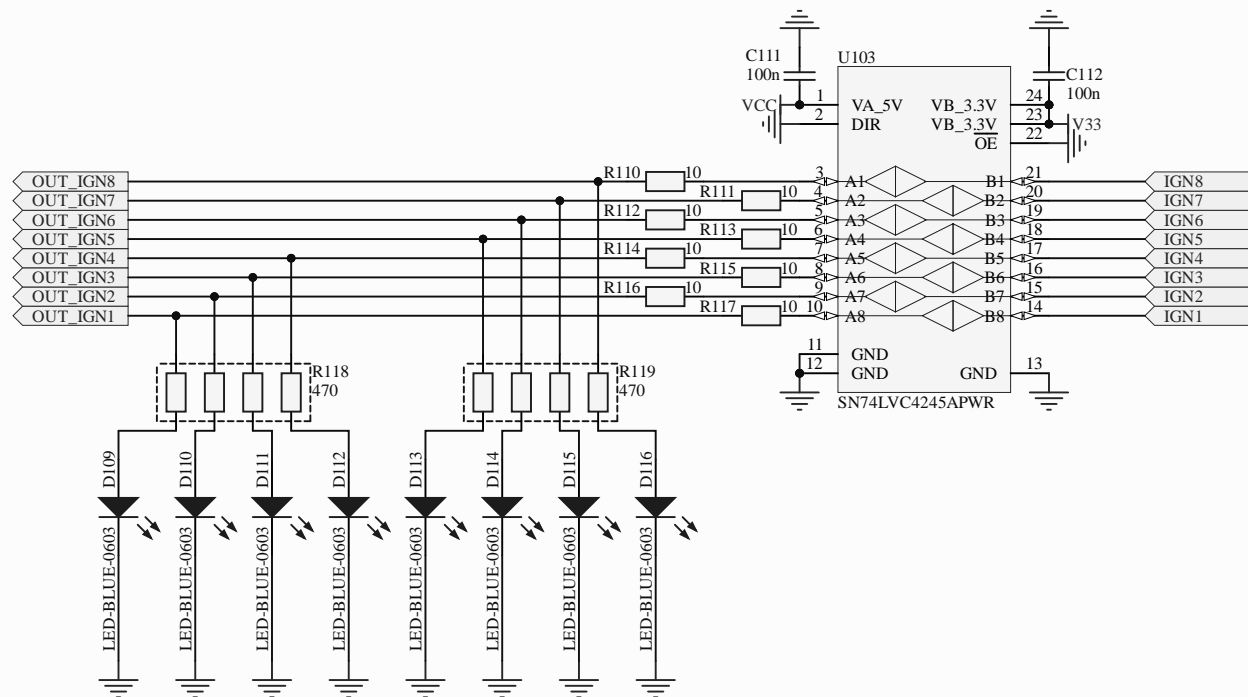 U103
C111
100n
C112
100n
VCC
1
VA_5V
VB_3.3V
24
2
DIR
VB_3.3V
23
V33
OE
22
OUT_IGN8
R110
10
3
A1
B1
21
IGN8
OUT_IGN7
R111
10
4
A2
B2
20
IGN7
OUT_IGN6
R112
10
5
A3
B3
19
IGN6
OUT_IGN5
R113
10
6
A4
B4
18
IGN5
OUT_IGN4
R114
10
7
A5
B5
17
IGN4
OUT_IGN3
R115
10
8
A6
B6
16
IGN3
OUT_IGN2
R116
10
9
A7
B7
15
IGN2
OUT_IGN1
R117
10
10
A8
B8
14
IGN1
11
GND
12
GND
GND
13
SN74LVC4245APWR
R118
470
R119
470
D109
D110
D111
D112
D113
D114
D115
D116
LED-BLUE-0603
LED-BLUE-0603
LED-BLUE-0603
LED-BLUE-0603
LED-BLUE-0603
LED-BLUE-0603
LED-BLUE-0603
LED-BLUE-0603